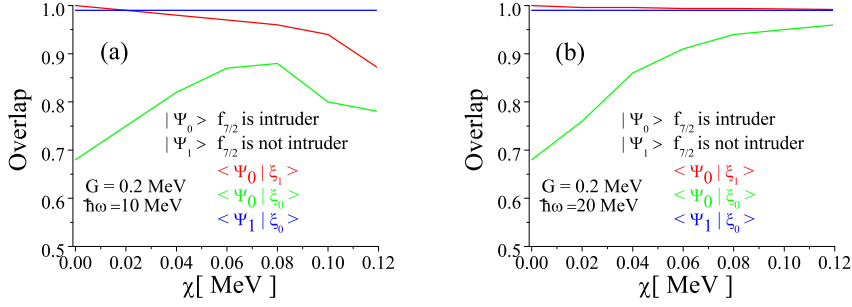 1.0
0.9
0.8
0.7
0.6
0.5
Overlap
(a)
| Ψ0 > f7/2 is intruder
| Ψ1 > f7/2 is not intruder
< Ψ0 | ξ1 >
< Ψ0 | ξ0 >
< Ψ1 | ξ0 >
G = 0.2 MeV
ħω =10 MeV
0.00 0.02 0.04 0.06 0.08 0.10 0.12
χ[ MeV ]
1.0
0.9
0.8
0.7
0.6
0.5
Overlap
(b)
| Ψ0 > f7/2 is intruder
| Ψ1 > f7/2 is not intruder
< Ψ0 | ξ1 >
< Ψ0 | ξ0 >
< Ψ1 | ξ0 >
G = 0.2 MeV
ħω =20 MeV
0.00 0.02 0.04 0.06 0.08 0.10 0.12
χ[ MeV ]